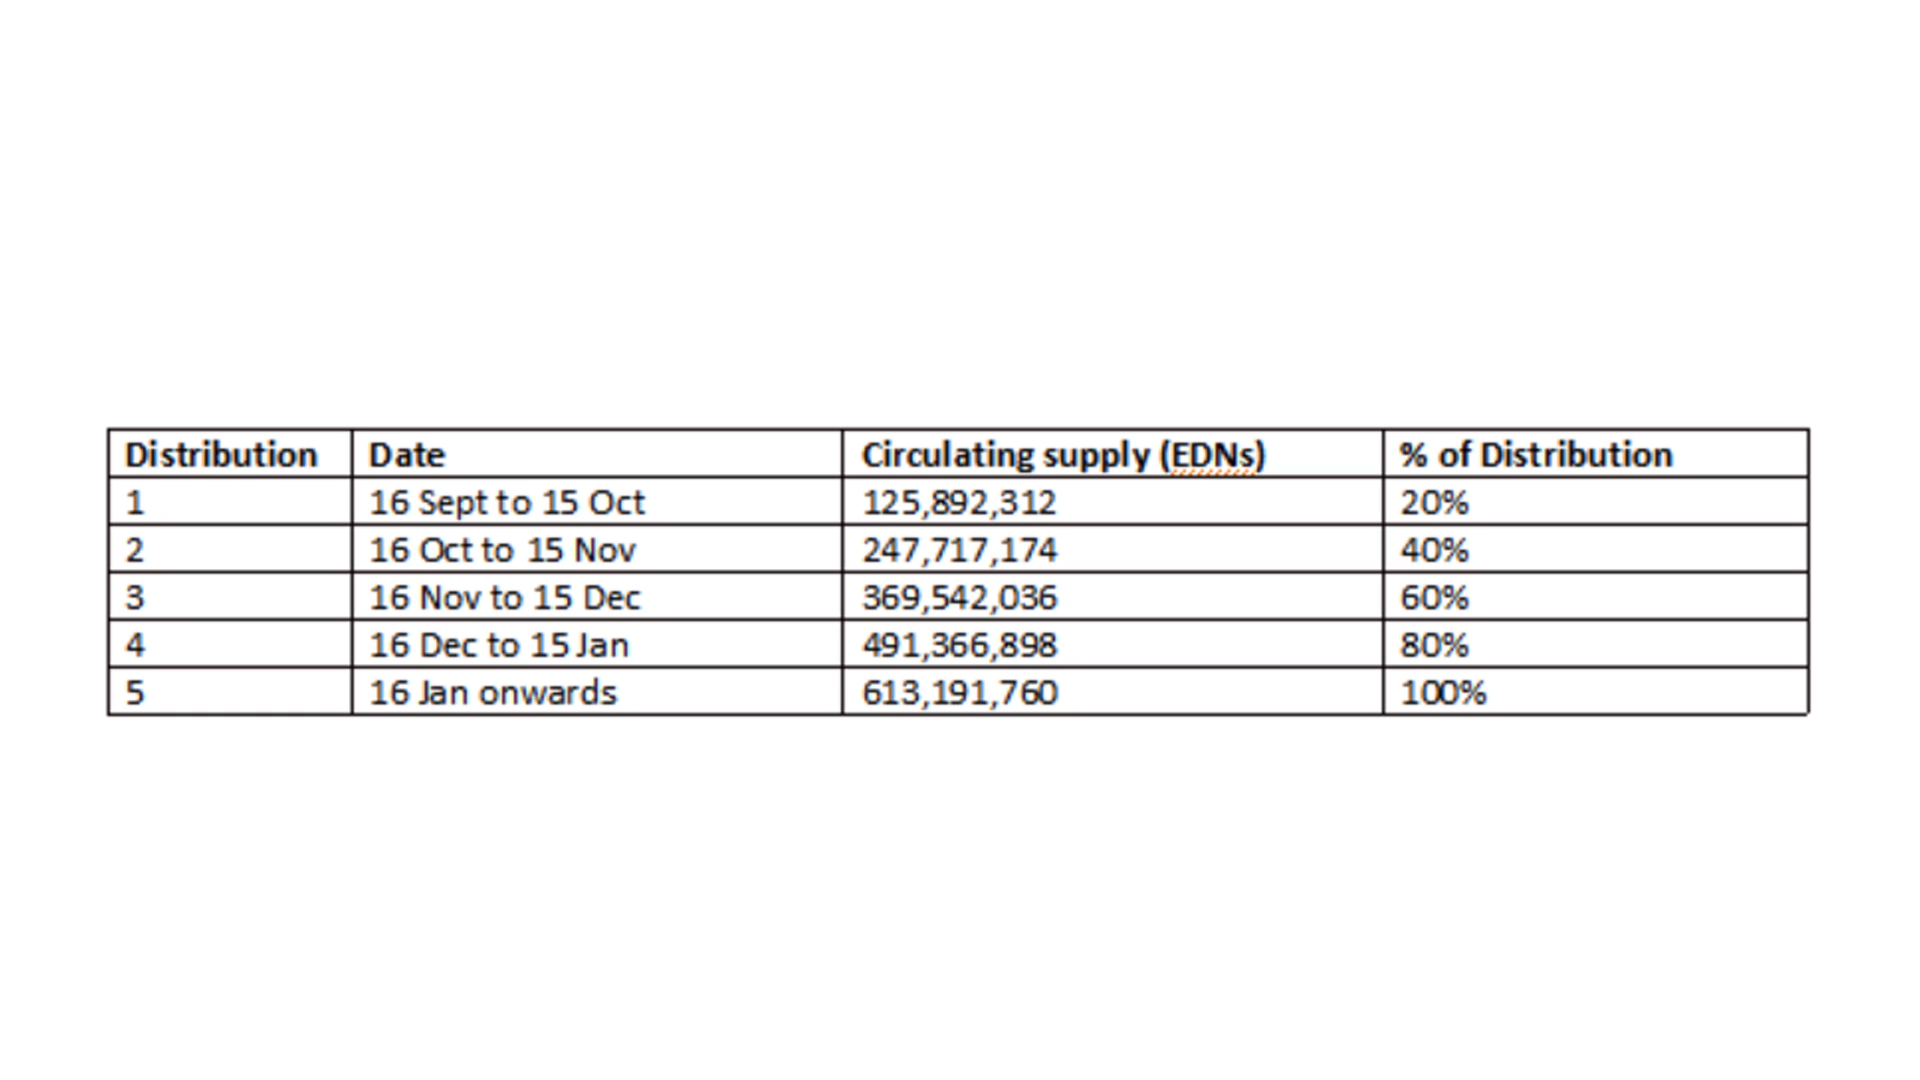 Distribution Date Circulating supply (EDNs) % of Distribution
1 16 Sept to 15 Oct 125,892,312 20%
2 16 Oct to 15 Nov 247,717,174 40%
3 16 Nov to 15 Dec 369,542,036 60%
4 16 Dec to 15 Jan 491,366,898 80%
5 16 Jan onwards 613,191,760 100%